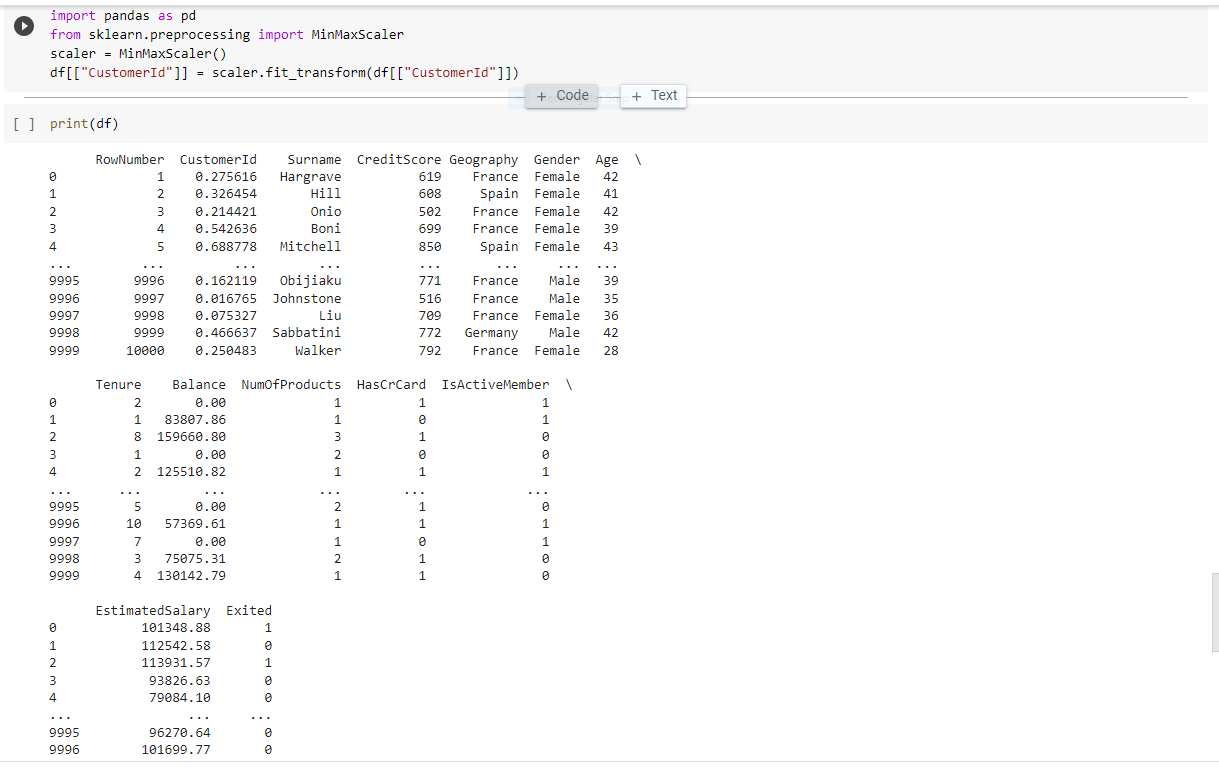 import pandas as pd
from sklearn.preprocessing import MinMaxScaler
scaler = MinMaxScaler()
df[["CustomerId"]] = scaler.fit_transform(df[["CustomerId"]])
+ Code + Text
[ ] print(df)
RowNumber CustomerId Surname CreditScore Geography Gender Age \
0 1 0.275616 Hargrave 619 France Female 42
1 2 0.326454 Hill 608 Spain Female 41
2 3 0.214421 Onio 502 France Female 42
3 4 0.542636 Boni 699 France Female 39
4 5 0.688778 Mitchell 850 Spain Female 43
... ... ... ... ... ... ... ...
9995 9996 0.162119 Obijiaku 771 France Male 39
9996 9997 0.016765 Johnstone 516 France Male 35
9997 9998 0.075327 Liu 709 France Female 36
9998 9999 0.466637 Sabbatini 772 Germany Male 42
9999 10000 0.250483 Walker 792 France Female 28
Tenure Balance NumOfProducts HasCrCard IsActiveMember \
0 2 0.00 1 1 1
1 1 83807.86 1 0 1
2 8 159660.80 3 1 0
3 1 0.00 2 0 0
4 2 125510.82 1 1 1
... ... ... ... ... ...
9995 5 0.00 2 1 0
9996 10 57369.61 1 1 1
9997 7 0.00 1 0 1
9998 3 75075.31 2 1 0
9999 4 130142.79 1 1 0
EstimatedSalary Exited
0 101348.88 1
1 112542.58 0
2 113931.57 1
3 93826.63 0
4 79084.10 0
... ... ...
9995 96270.64 0
9996 101699.77 0